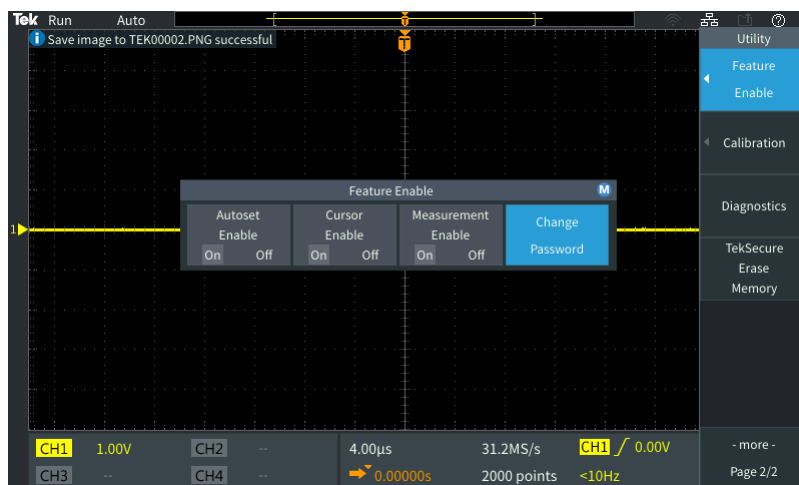 Tek Run Auto
T
i Save image to TEK00002.PNG successful
T
Utility
Feature
Enable
Calibration
Diagnostics
TekSecure
Erase
Memory
- more -
Page 2/2
Feature Enable M
Autoset
Enable
On Off
Cursor
Enable
On Off
Measurement
Enable
On Off
Change
Password
1
CH1 1.00V CH2 -- 4.00µs 31.2MS/s CH1 0.00V
CH3 -- CH4 -- 0.00000s 2000 points <10Hz